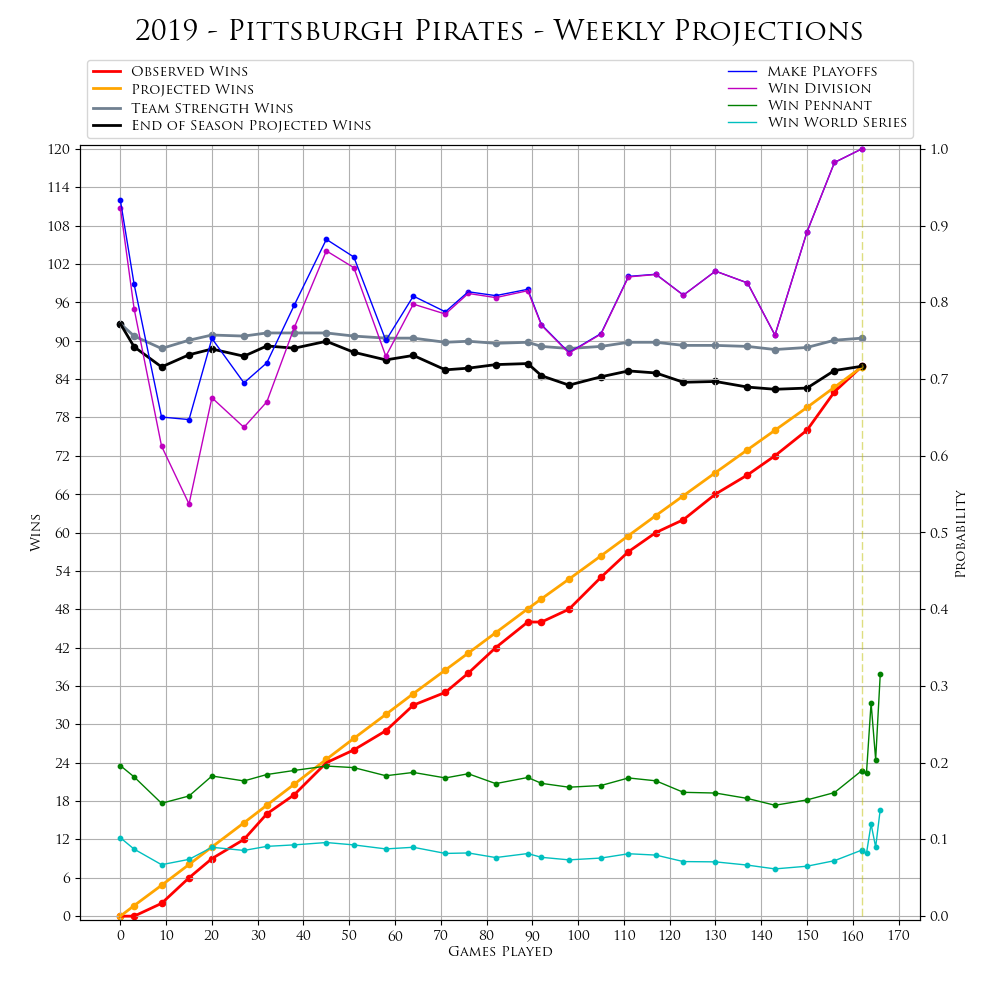 2019 - Pittsburgh Pirates - Weekly Projections
Observed Wins
Projected Wins
Team Strength Wins
End of Season Projected Wins
Make Playoffs
Win Division
Win Pennant
Win World Series
120
114
108
102
96
90
84
78
72
66
60
54
48
42
36
30
24
18
12
6
0
Wins
1.0
0.9
0.8
0.7
0.6
0.5
0.4
0.3
0.2
0.1
0.0
Probability
0 10 20 30 40 50 60 70 80 90 100 110 120 130 140 150 160 170
Games Played